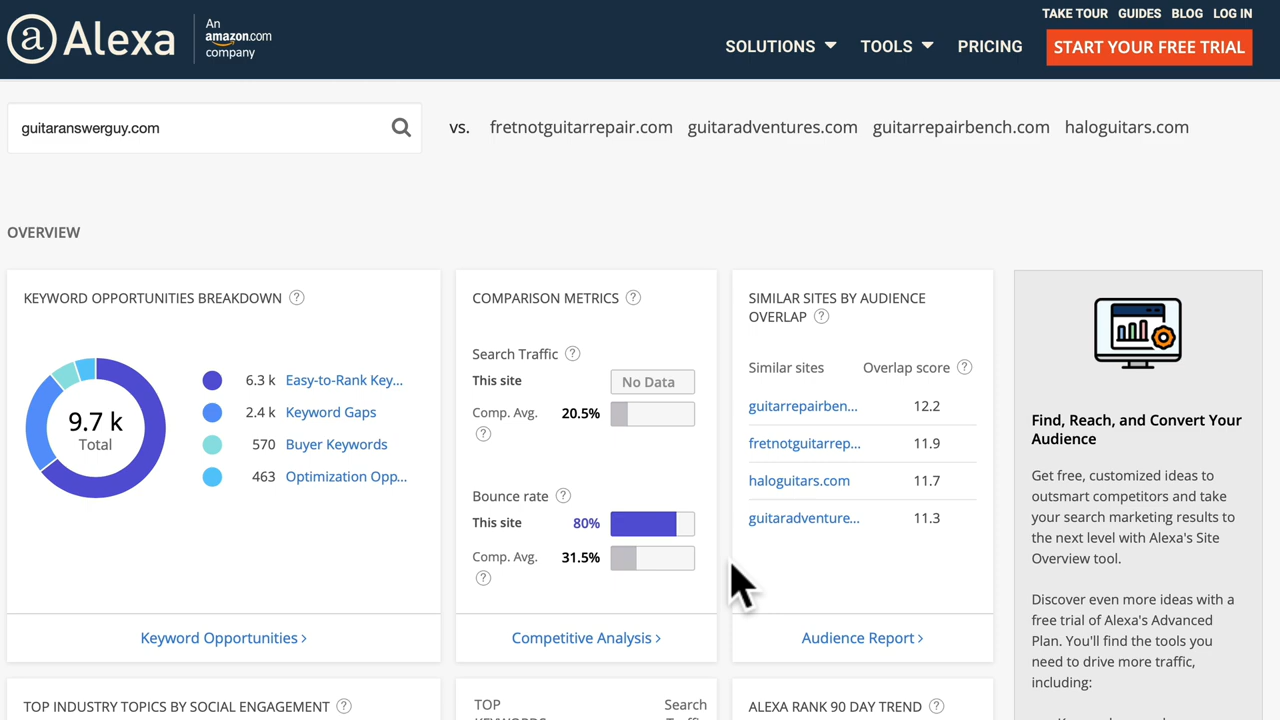 TAKE TOUR GUIDES BLOG LOG IN
a Alexa
An
amazon.com
company
SOLUTIONS TOOLS PRICING START YOUR FREE TRIAL
guitaranswerguy.com
vs. fretnotguitarrepair.com guitaradventures.com guitarrepairbench.com haloguitars.com
OVERVIEW
KEYWORD OPPORTUNITIES BREAKDOWN ?
9.7 k
Total
6.3 k Easy-to-Rank Key...
2.4 k Keyword Gaps
570 Buyer Keywords
463 Optimization Opp...
Keyword Opportunities >
COMPARISON METRICS ?
Search Traffic ?
This site No Data
Comp. Avg. 20.5%
?
Bounce rate ?
This site 80%
Comp. Avg. 31.5%
?
Competitive Analysis >
SIMILAR SITES BY AUDIENCE
OVERLAP ?
Similar sites Overlap score ?
guitarrepairben... 12.2
fretnotguitarrep... 11.9
haloguitars.com 11.7
guitaradventure... 11.3
Audience Report >
Find, Reach, and Convert Your
Audience
Get free, customized ideas to
outsmart competitors and take
your search marketing results to
the next level with Alexa's Site
Overview tool.
Discover even more ideas with a
free trial of Alexa's Advanced
Plan. You'll find the tools you
need to drive more traffic,
including:
TOP INDUSTRY TOPICS BY SOCIAL ENGAGEMENT ?
TOP
KEYWORDS
Search
Traffic
ALEXA RANK 90 DAY TREND ?